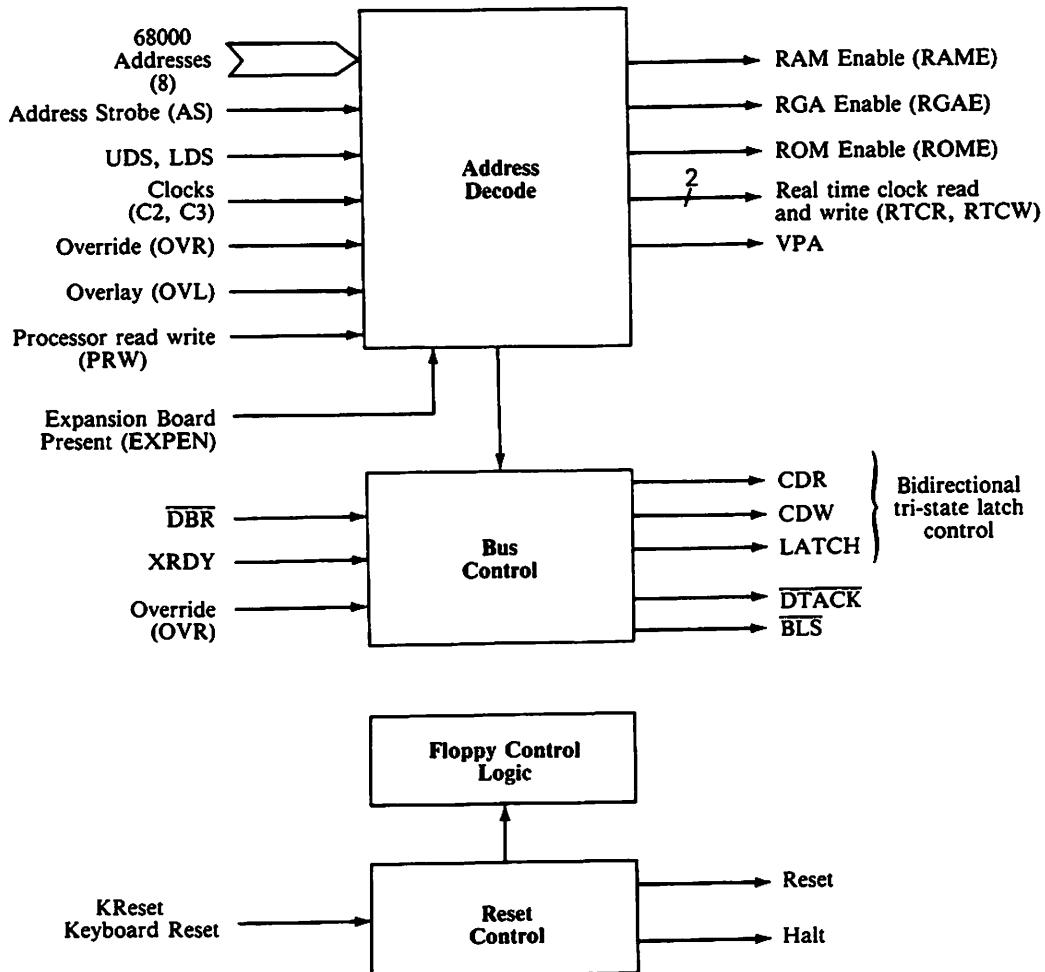 68000
Addresses
(8)
Address Strobe (AS)
UDS, LDS
Clocks
(C2, C3)
Override (OVR)
Overlay (OVL)
Processor read write
(PRW)
Expansion Board
Present (EXPEN)
Address
Decode
RAM Enable (RAME)
RGA Enable (RGAE)
ROM Enable (ROME)
2
Real time clock read
and write (RTCR, RTCW)
VPA
DBR
XRDY
Override
(OVR)
Bus
Control
CDR
CDW
LATCH
Bidirectional
tri-state latch
control
DTACK
BLS
Floppy Control
Logic
KReset
Keyboard Reset
Reset
Control
Reset
Halt